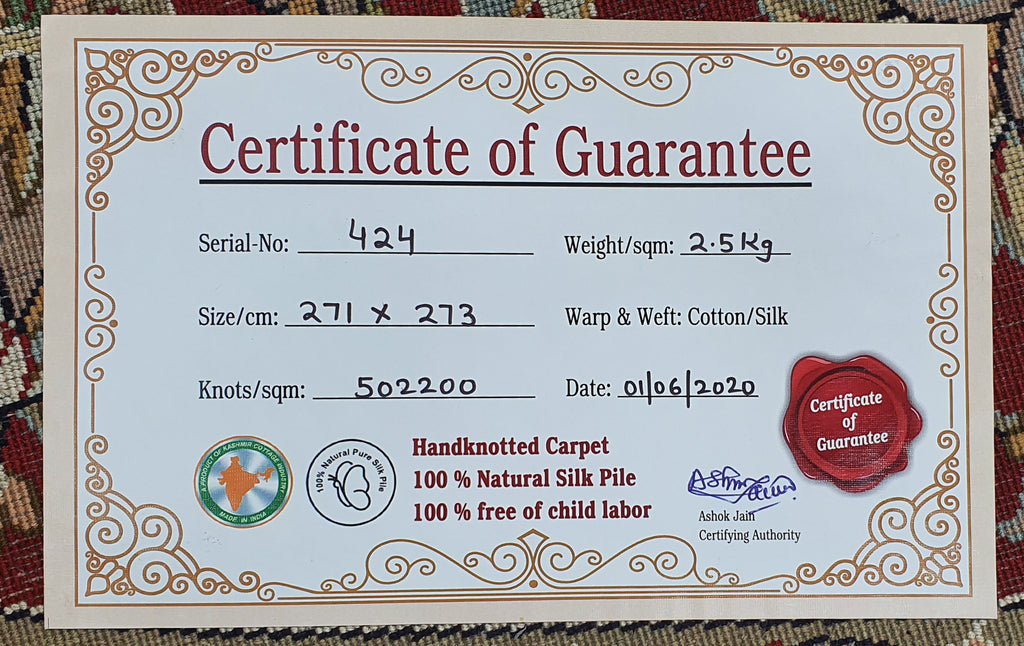 Certificate of Guarantee
Serial-No: 424
Weight/sqm: 2.5Kg
Size/cm: 271 x 273
Warp & Weft: Cotton/Silk
Knots/sqm: 502200
Date: 01/06/2020
Certificate
of
Guarantee
A PRODUCT OF KASHMIR COTTAGE INDUSTRY
MADE IN INDIA
100% Natural Pure Silk Pile
Handknotted Carpet
100 % Natural Silk Pile
100 % free of child labor
Ashok Jain
Certifying Authority